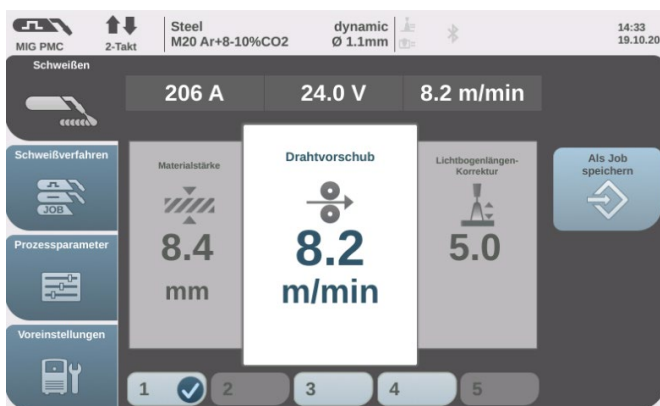 MIG PMC
2-Takt
Steel
M20 Ar+8-10%CO2
dynamic
Ø 1.1mm
14:33
19.10.20
Schweißen
206 A
24.0 V
8.2 m/min
Schweißverfahren
JOB
Prozessparameter
Voreinstellungen
Materialstärke
8.4
mm
Drahtvorschub
8.2
m/min
Lichtbogenlängen-
Korrektur
5.0
Als Job
speichern
1
2
3
4
5